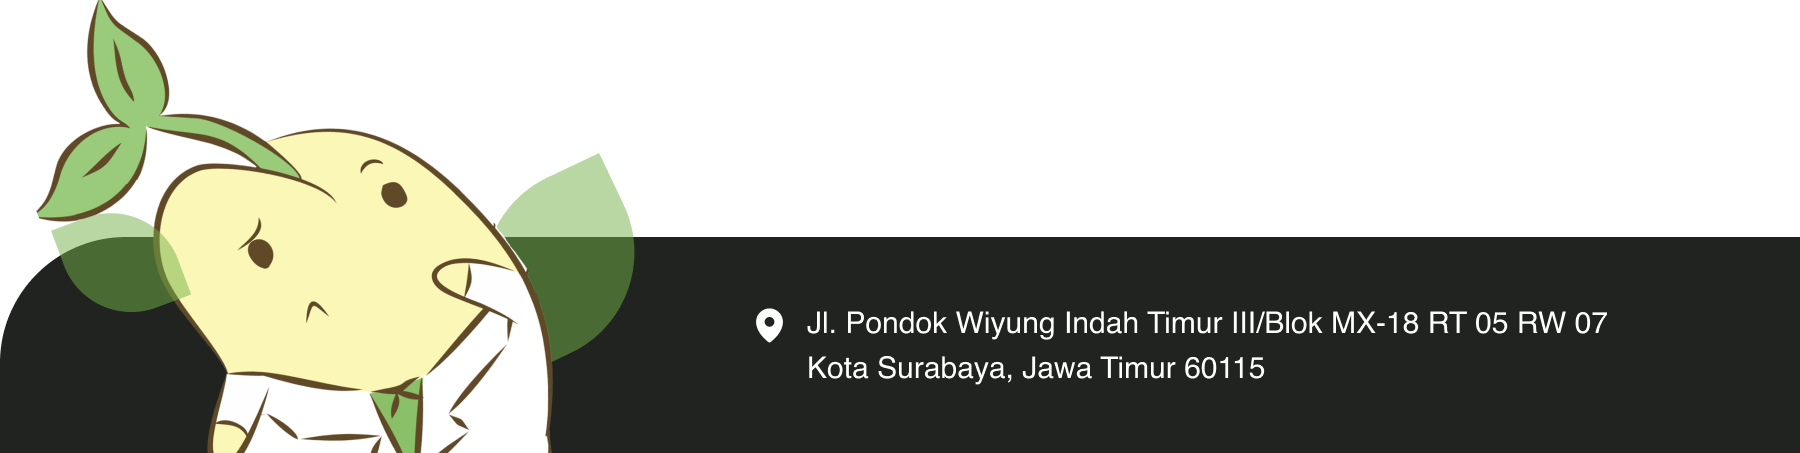 Jl. Pondok Wiyung Indah Timur III/Blok MX-18 RT 05 RW 07
Kota Surabaya, Jawa Timur 60115